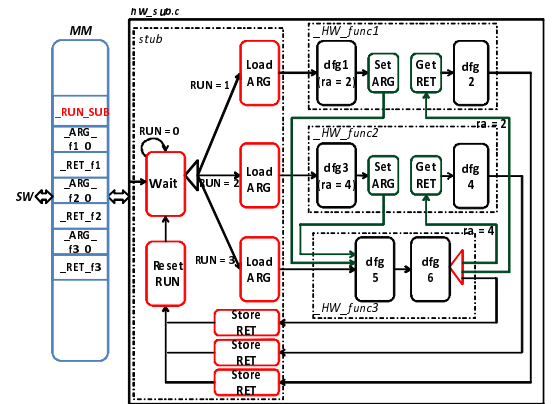 hw_sub.c
MM
stub
_HW_func1
Load
ARG
dfg1
(ra = 2)
Set
ARG
Get
RET
dfg
2
RUN = 1
_RUN_SUB
ra = 2
_ARG_
f1_0
RUN = 0
_HW_func2
_RET_f1
Load
ARG
dfg3
(ra = 4)
Set
ARG
Get
RET
dfg
4
_ARG_
f2_0
Wait
RUN = 2
SW
_RET_f2
ra = 4
_ARG_
f3_0
RUN = 3
Reset
RUN
Load
ARG
dfg
5
dfg
6
_RET_f3
_HW_func3
Store
RET
Store
RET
Store
RET